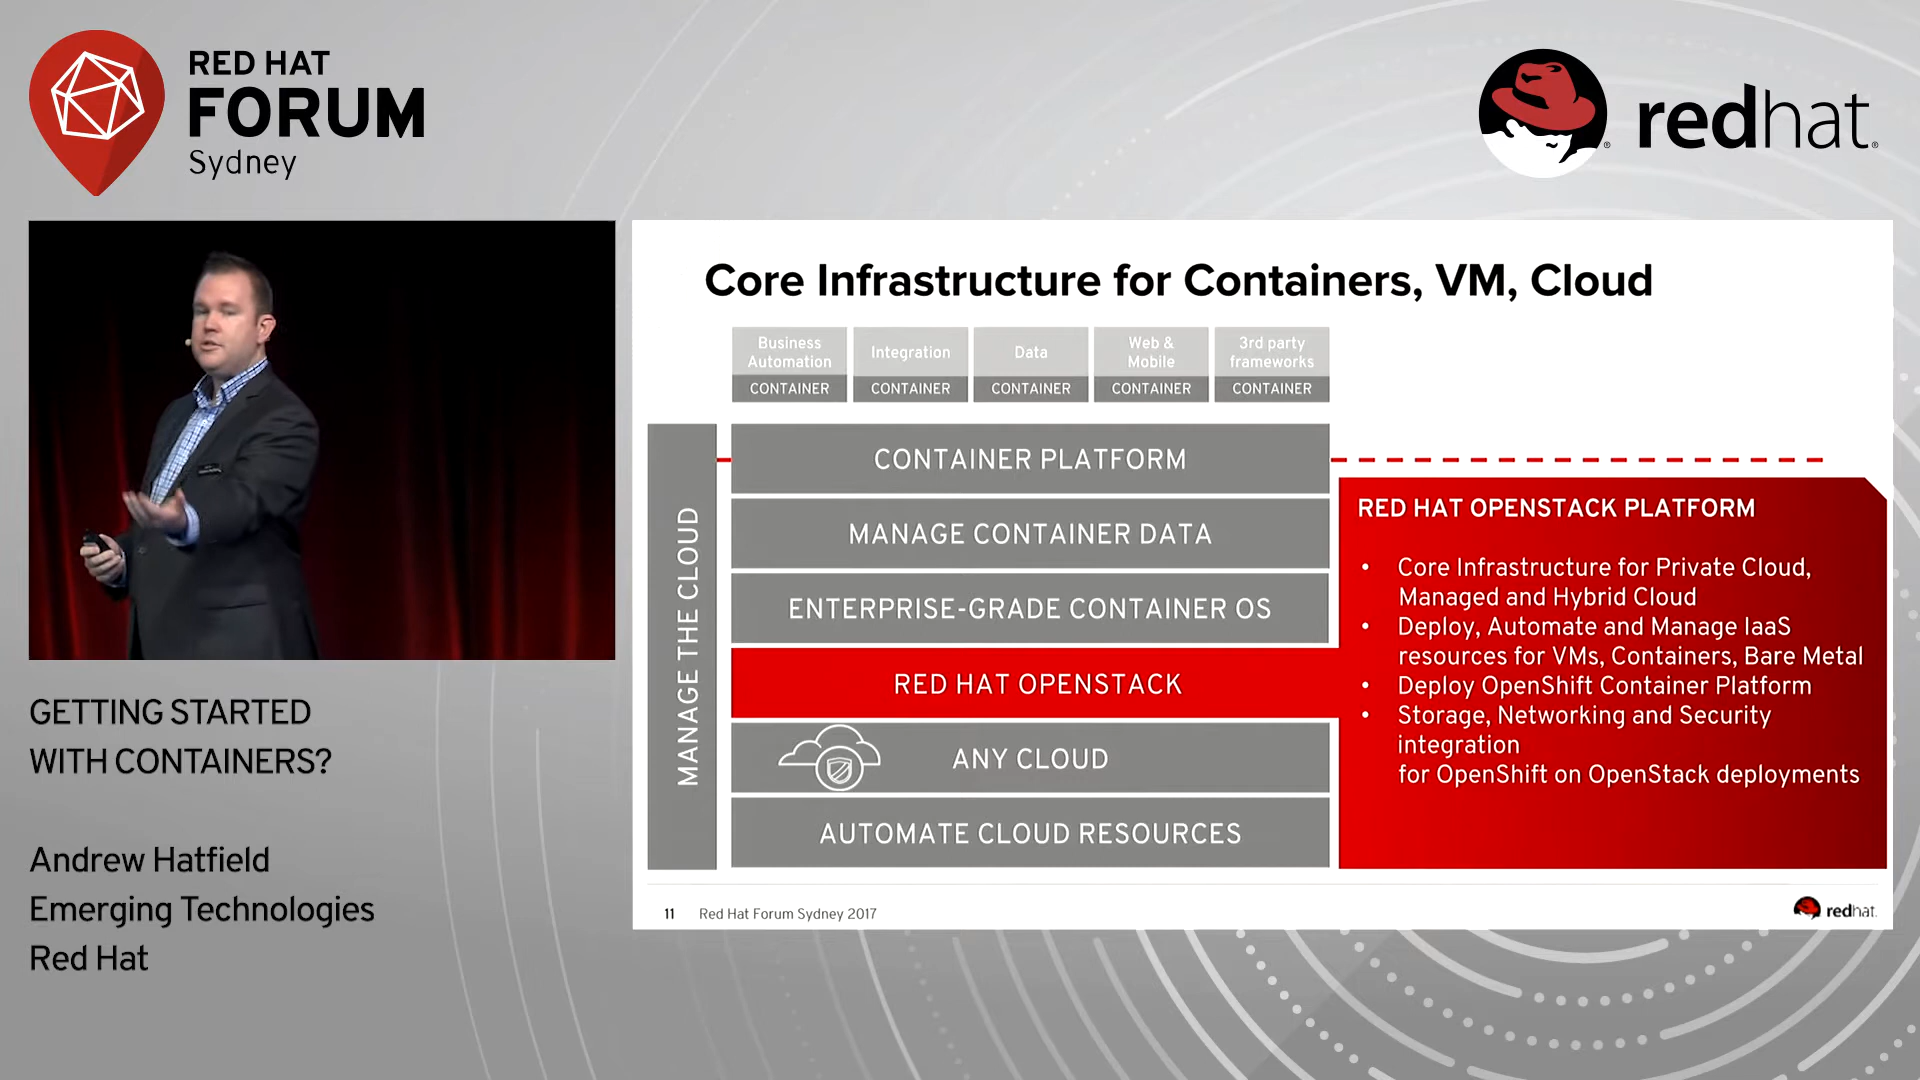 RED HAT
FORUM
Sydney
redhat.
GETTING STARTED
WITH CONTAINERS?
Andrew Hatfield
Emerging Technologies
Red Hat
Core Infrastructure for Containers, VM, Cloud
Business
Automation
CONTAINER
Integration
CONTAINER
Data
CONTAINER
Web &
Mobile
CONTAINER
3rd party
frameworks
CONTAINER
MANAGE THE CLOUD
CONTAINER PLATFORM
MANAGE CONTAINER DATA
ENTERPRISE-GRADE CONTAINER OS
RED HAT OPENSTACK
ANY CLOUD
AUTOMATE CLOUD RESOURCES
RED HAT OPENSTACK PLATFORM
• Core Infrastructure for Private Cloud,
Managed and Hybrid Cloud
• Deploy, Automate and Manage IaaS
resources for VMs, Containers, Bare Metal
• Deploy OpenShift Container Platform
• Storage, Networking and Security
integration
for OpenShift on OpenStack deployments
11 Red Hat Forum Sydney 2017
redhat.